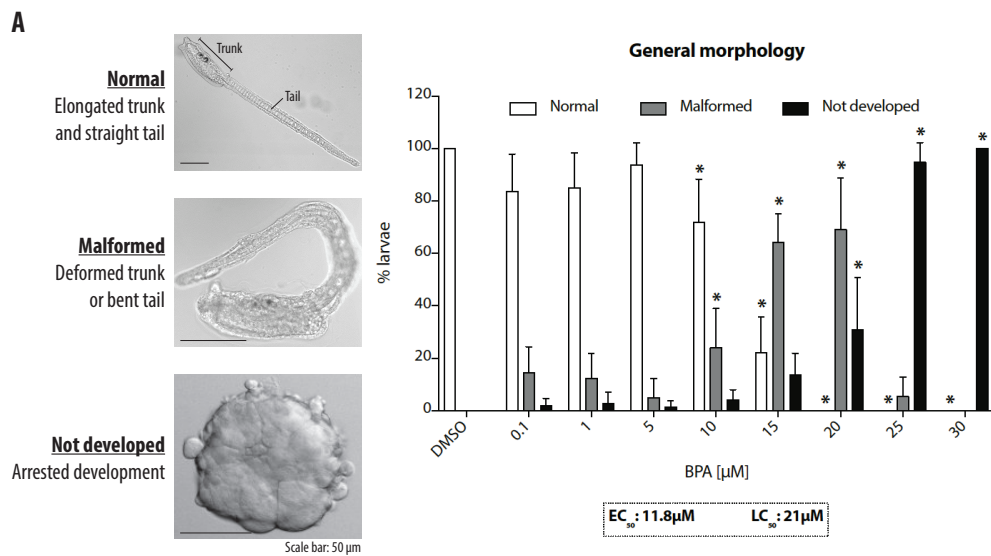 A
Normal
Elongated trunk
and straight tail
Trunk
Tail
Malformed
Deformed trunk
or bent tail
Not developed
Arrested development
Scale bar: 50 µm
General morphology
Normal Malformed Not developed
% larvae
120
100
80
60
40
20
0
* * * * * * * * * * *
DMSO 0.1 1 5 10 15 20 25 30
BPA [µM]
EC50: 11.8µM LC50: 21µM